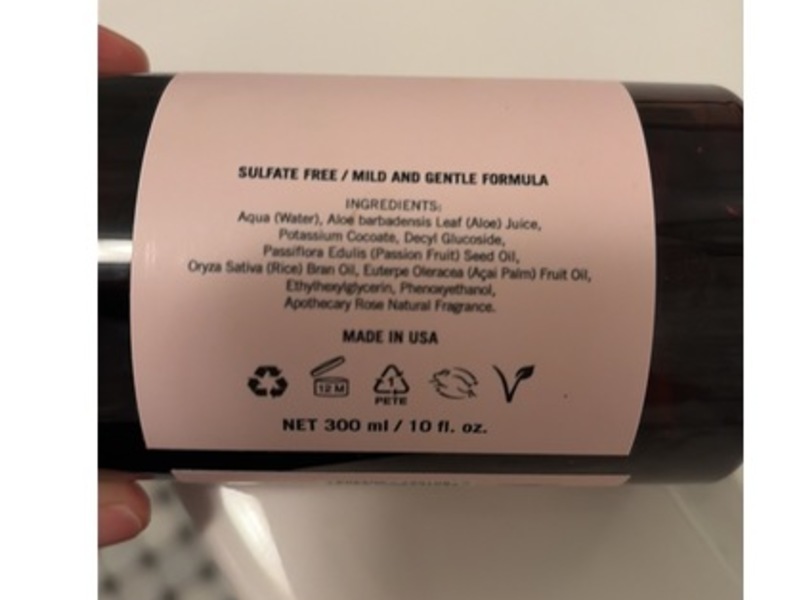 SULFATE FREE / MILD AND GENTLE FORMULA
INGREDIENTS:
Aqua (Water), Aloe barbadensis Leaf (Aloe) Juice,
Potassium Cocoate, Decyl Glucoside,
Passiflora Edulis (Passion Fruit) Seed Oil,
Oryza Sativa (Rice) Bran Oil, Euterpe Oleracea (Açai Palm) Fruit Oil,
Ethylhexylglycerin, Phenoxyethanol,
Apothecary Rose Natural Fragrance.
MADE IN USA
12 M
1
PETE
NET 300 ml / 10 fl. oz.